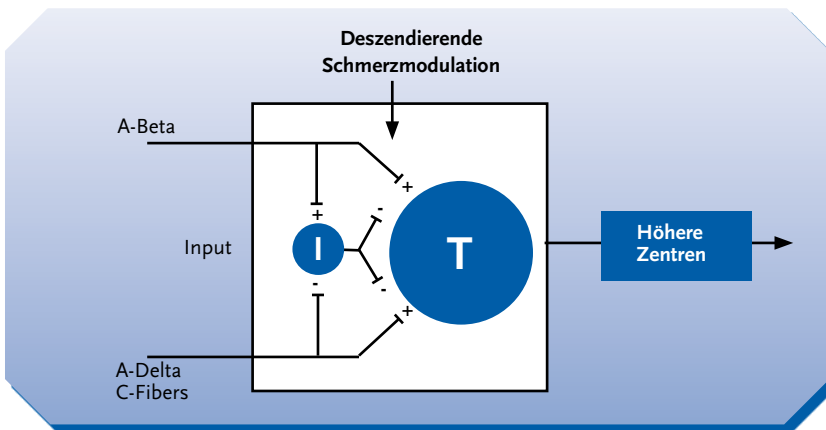 Deszendierende
Schmerzmodulation
A-Beta
+
-
+
I
T
Input
Höhere
Zentren
-
-
+
A-Delta
C-Fibers